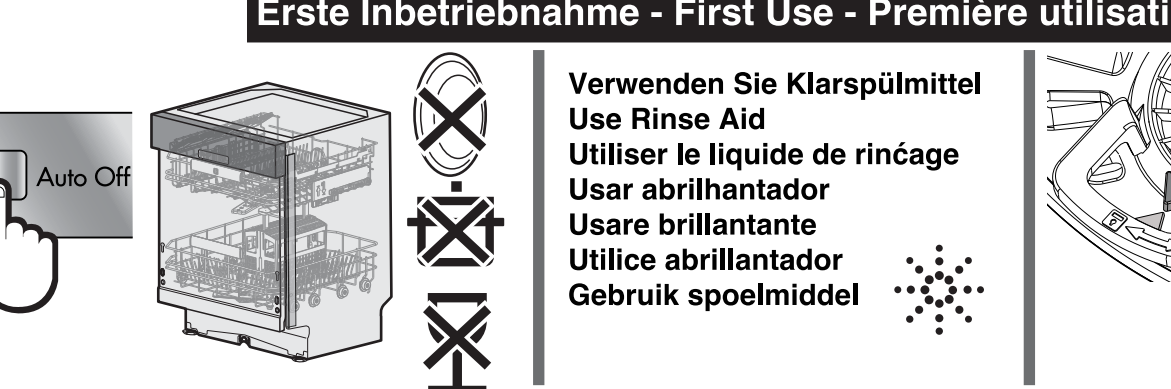 Erste Inbetriebnahme - First Use - Première utilisati
Auto Off
Verwenden Sie Klarspülmittel
Use Rinse Aid
Utiliser le liquide de rinćage
Usar abrilhantador
Usare brillantante
Utilice abrillantador
Gebruik spoelmiddel